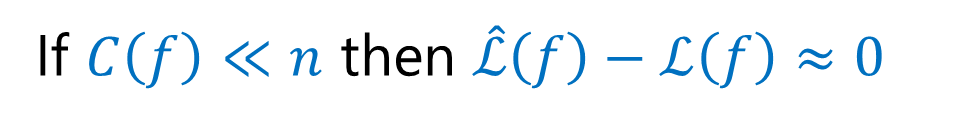 If C(f) ≪ n then ℒ̂(f) − ℒ(f) ≈ 0